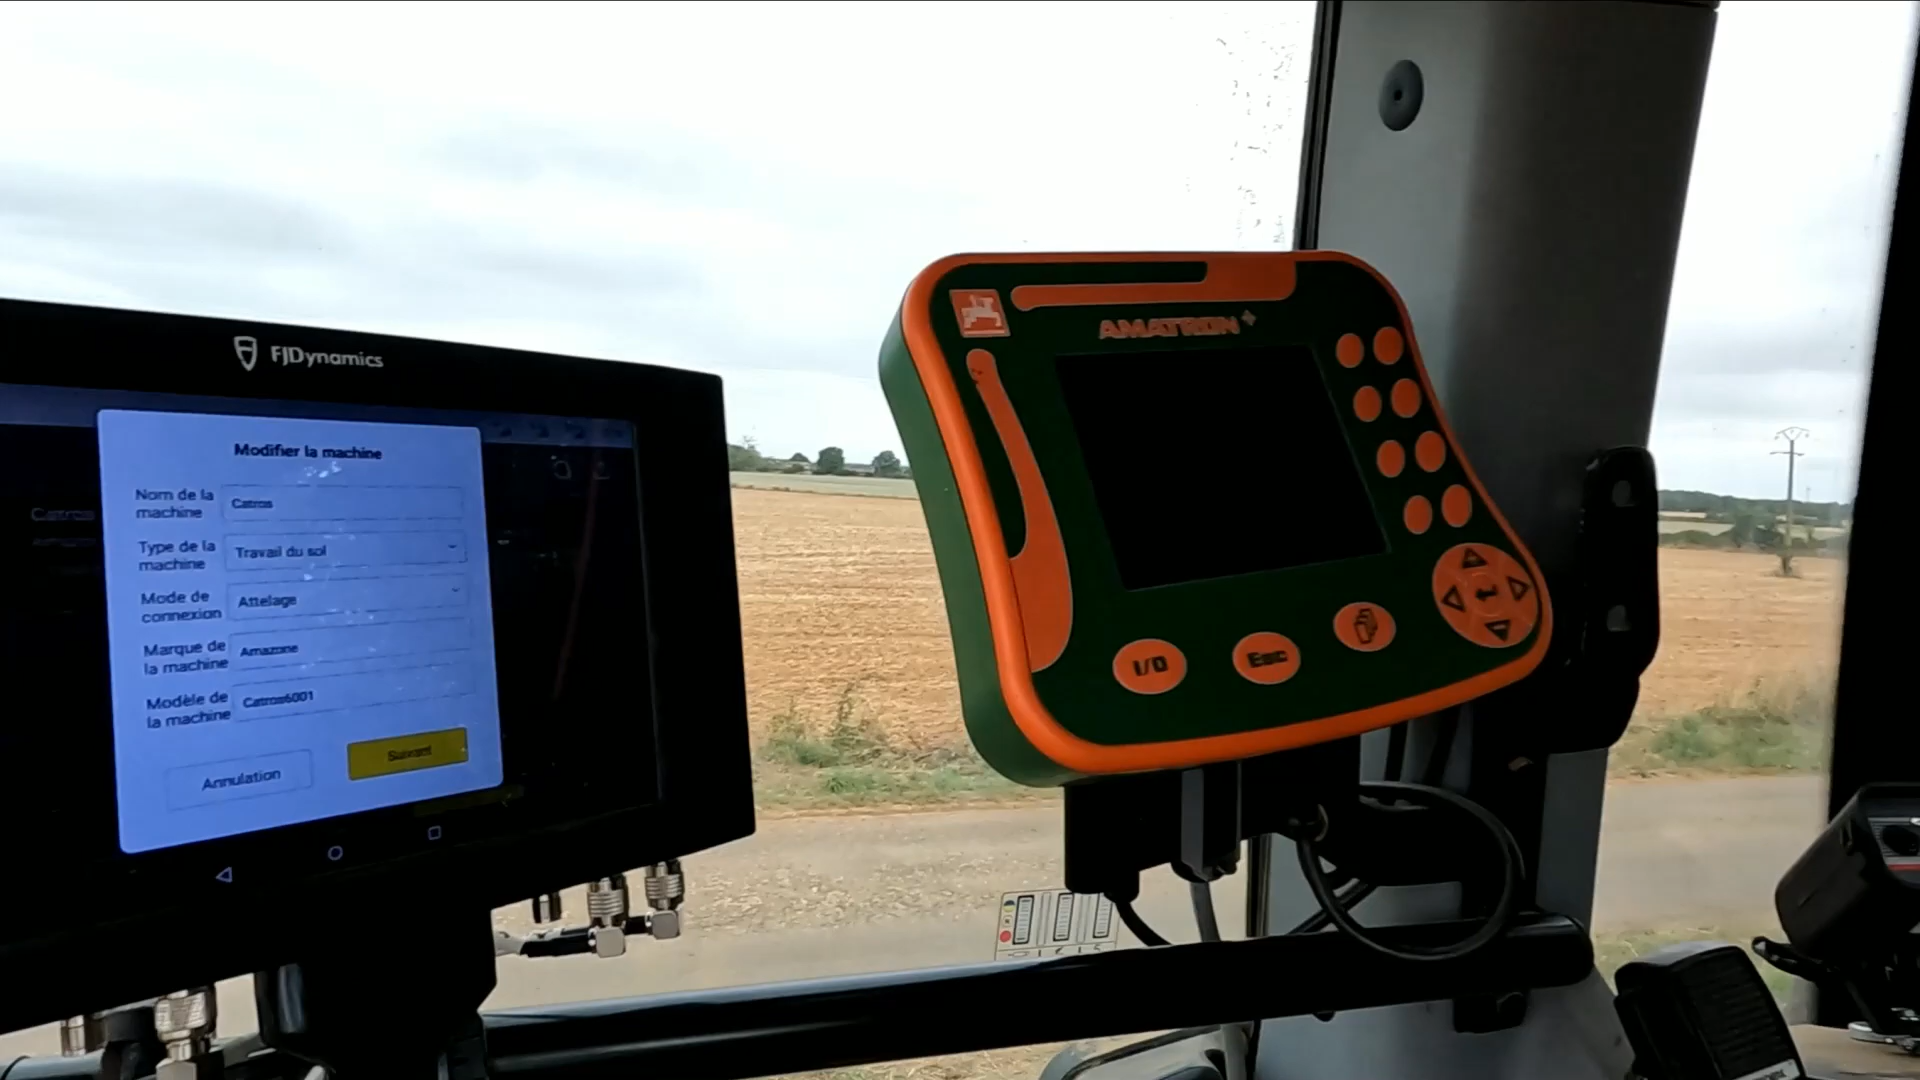 FJDynamics
Modifier la machine
Nom de la
machine
Catros
Type de la
machine
Travail du sol
Mode de
connexion
Attelage
Marque de
la machine
Amazone
Modèle de
la machine
Catros6001
Annulation
Suivant
Catros
AMATRON+
I/O
Esc